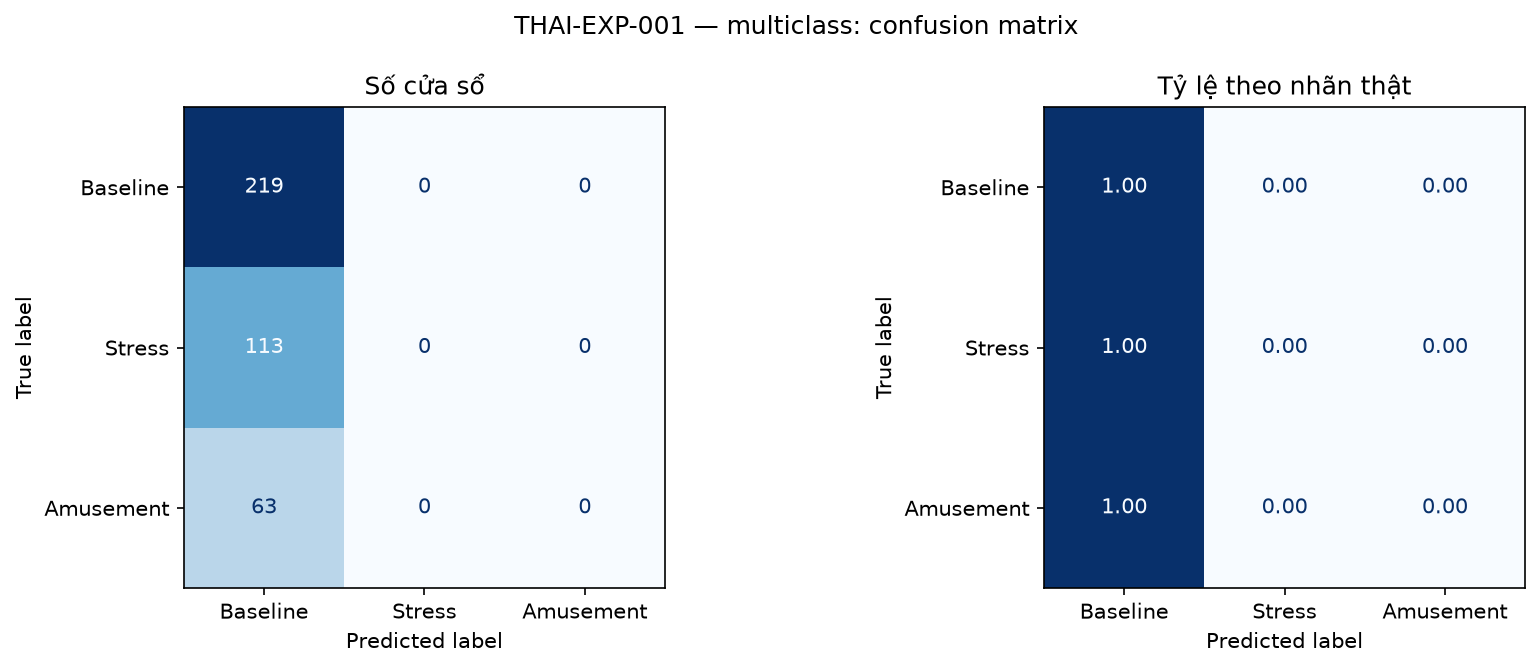 THAI-EXP-001 — multiclass: confusion matrix
Số cửa sổ
True label
Baseline 219 0 0
Stress 113 0 0
Amusement 63 0 0
Baseline Stress Amusement
Predicted label
Tỷ lệ theo nhãn thật
True label
Baseline 1.00 0.00 0.00
Stress 1.00 0.00 0.00
Amusement 1.00 0.00 0.00
Baseline Stress Amusement
Predicted label